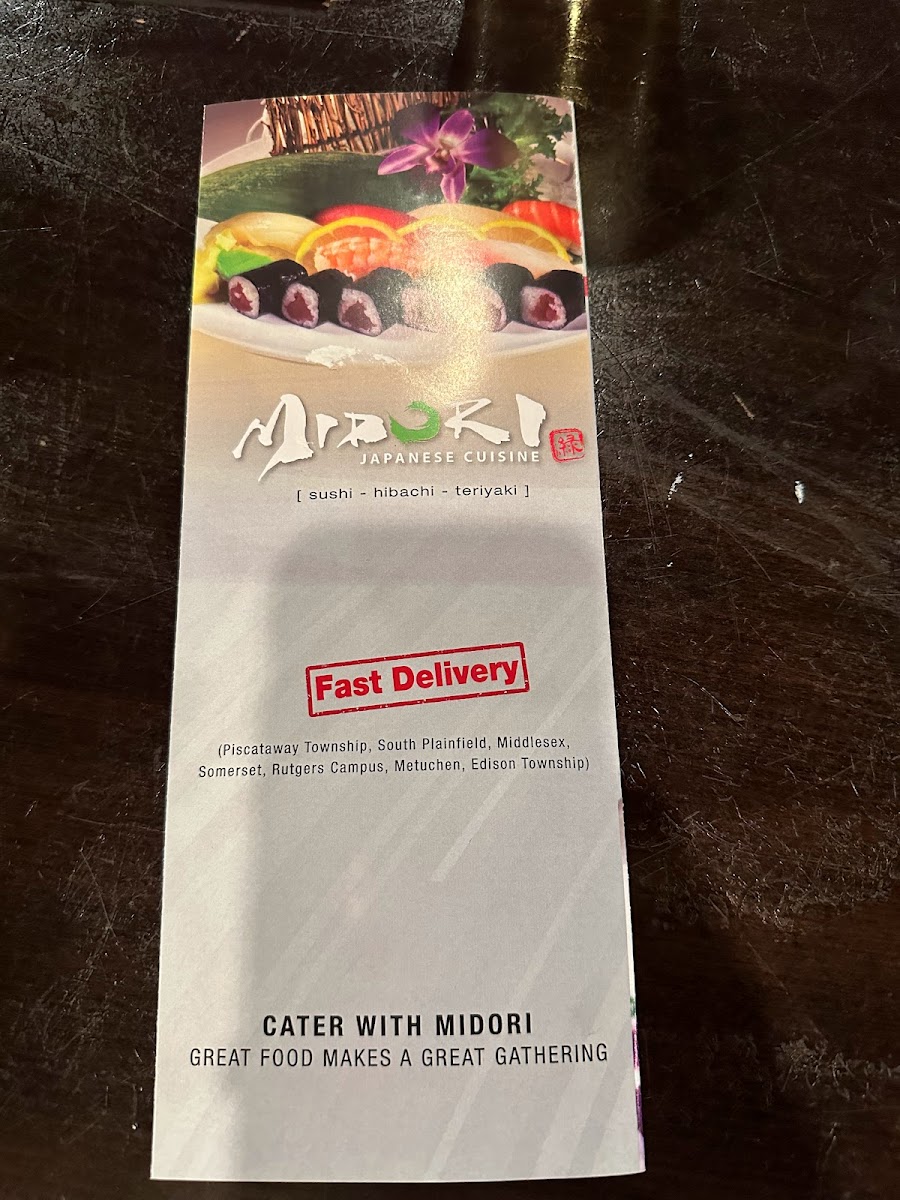 MIDORI
JAPANESE CUISINE
緑
[ sushi - hibachi - teriyaki ]
Fast Delivery
(Piscataway Township, South Plainfield, Middlesex,
Somerset, Rutgers Campus, Metuchen, Edison Township)
CATER WITH MIDORI
GREAT FOOD MAKES A GREAT GATHERING